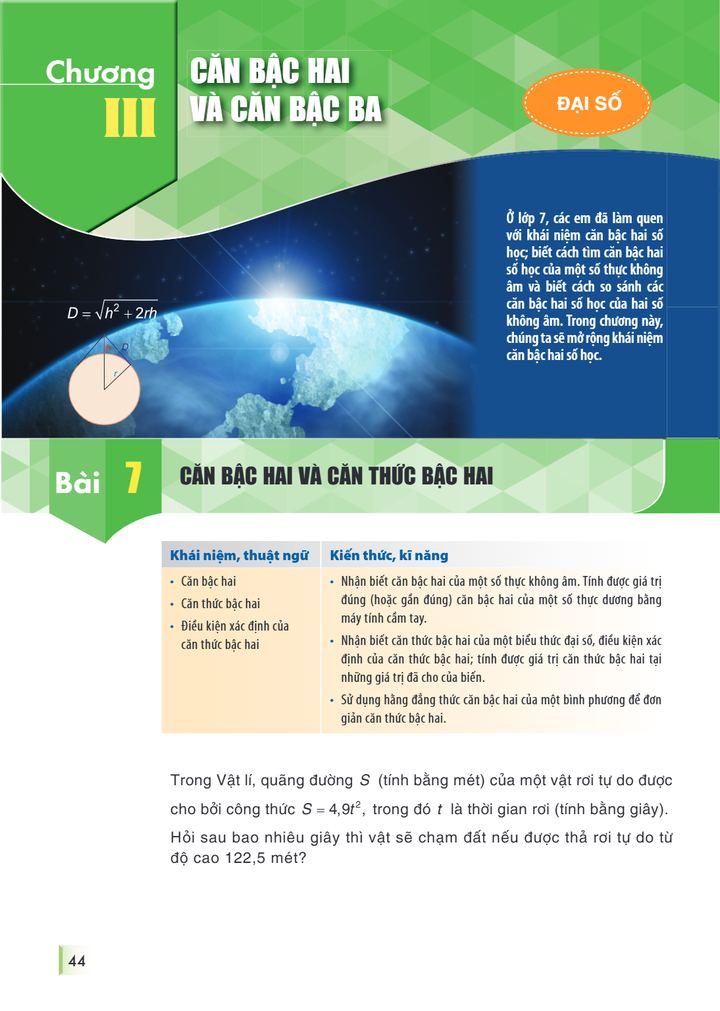 Chương
III
CĂN BẬC HAI
VÀ CĂN BẬC BA
ĐẠI SỐ
Ở lớp 7, các em đã làm quen
với khái niệm căn bậc hai số
học; biết cách tìm căn bậc hai
số học của một số thực không
âm và biết cách so sánh các
căn bậc hai số học của hai số
không âm. Trong chương này,
chúng ta sẽ mở rộng khái niệm
căn bậc hai số học.
D = √(h² + 2rh)
h D
r
Bài 7 CĂN BẬC HAI VÀ CĂN THỨC BẬC HAI
Khái niệm, thuật ngữ
• Căn bậc hai
• Căn thức bậc hai
• Điều kiện xác định của
căn thức bậc hai
Kiến thức, kĩ năng
• Nhận biết căn bậc hai của một số thực không âm. Tính được giá trị
đúng (hoặc gần đúng) căn bậc hai của một số thực dương bằng
máy tính cầm tay.
• Nhận biết căn thức bậc hai của một biểu thức đại số, điều kiện xác
định của căn thức bậc hai; tính được giá trị căn thức bậc hai tại
những giá trị đã cho của biến.
• Sử dụng hằng đẳng thức căn bậc hai của một bình phương để đơn
giản căn thức bậc hai.
Trong Vật lí, quãng đường S (tính bằng mét) của một vật rơi tự do được
cho bởi công thức S = 4,9t², trong đó t là thời gian rơi (tính bằng giây).
Hỏi sau bao nhiêu giây thì vật sẽ chạm đất nếu được thả rơi tự do từ
độ cao 122,5 mét?
44